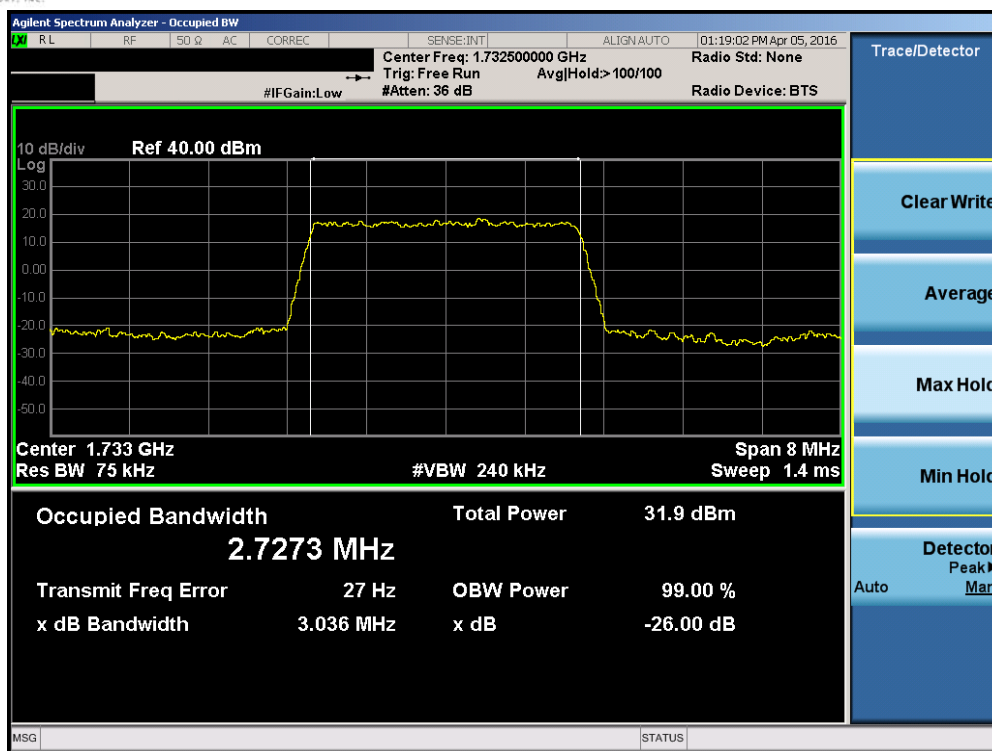 Agilent Spectrum Analyzer - Occupied BW
LXI RL RF 50 Ω AC CORREC SENSE:INT ALIGN AUTO 01:19:02 PM Apr 05, 2016
Center Freq: 1.732500000 GHz Radio Std: None
Trig: Free Run Avg|Hold:> 100/100
#IFGain:Low #Atten: 36 dB Radio Device: BTS
Trace/Detector
10 dB/div Ref 40.00 dBm
Log
30.0
20.0
10.0
0.00
-10.0
-20.0
-30.0
-40.0
-50.0
Center 1.733 GHz Span 8 MHz
Res BW 75 kHz #VBW 240 kHz Sweep 1.4 ms
Occupied Bandwidth Total Power 31.9 dBm
2.7273 MHz
Transmit Freq Error 27 Hz OBW Power 99.00 %
x dB Bandwidth 3.036 MHz x dB -26.00 dB
Clear Write
Average
Max Hold
Min Hold
Detector
Peak
Auto Man
MSG STATUS